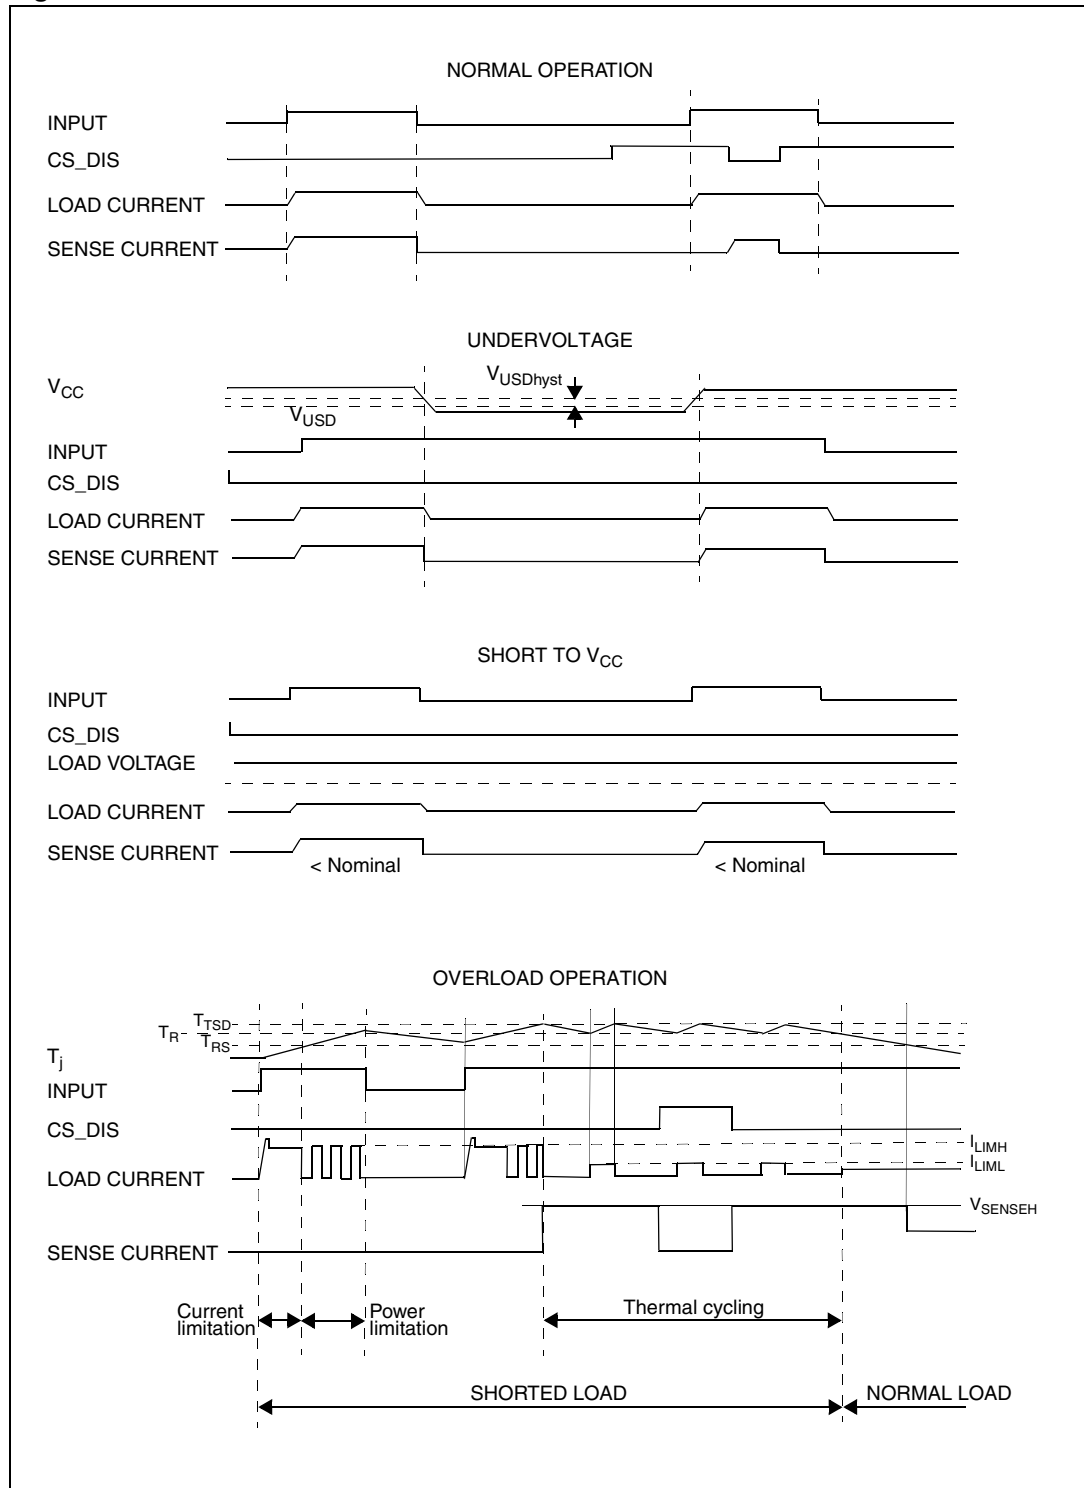 NORMAL OPERATION
INPUT
CS_DIS
LOAD CURRENT
SENSE CURRENT
UNDERVOLTAGE
VCC
VUSDhyst
VUSD
INPUT
CS_DIS
LOAD CURRENT
SENSE CURRENT
SHORT TO VCC
INPUT
CS_DIS
LOAD VOLTAGE
LOAD CURRENT
SENSE CURRENT
< Nominal
< Nominal
OVERLOAD OPERATION
TTSD
TR
TRS
Tj
INPUT
CS_DIS
ILIMH
ILIML
LOAD CURRENT
VSENSEH
SENSE CURRENT
Current limitation
Power limitation
Thermal cycling
SHORTED LOAD
NORMAL LOAD